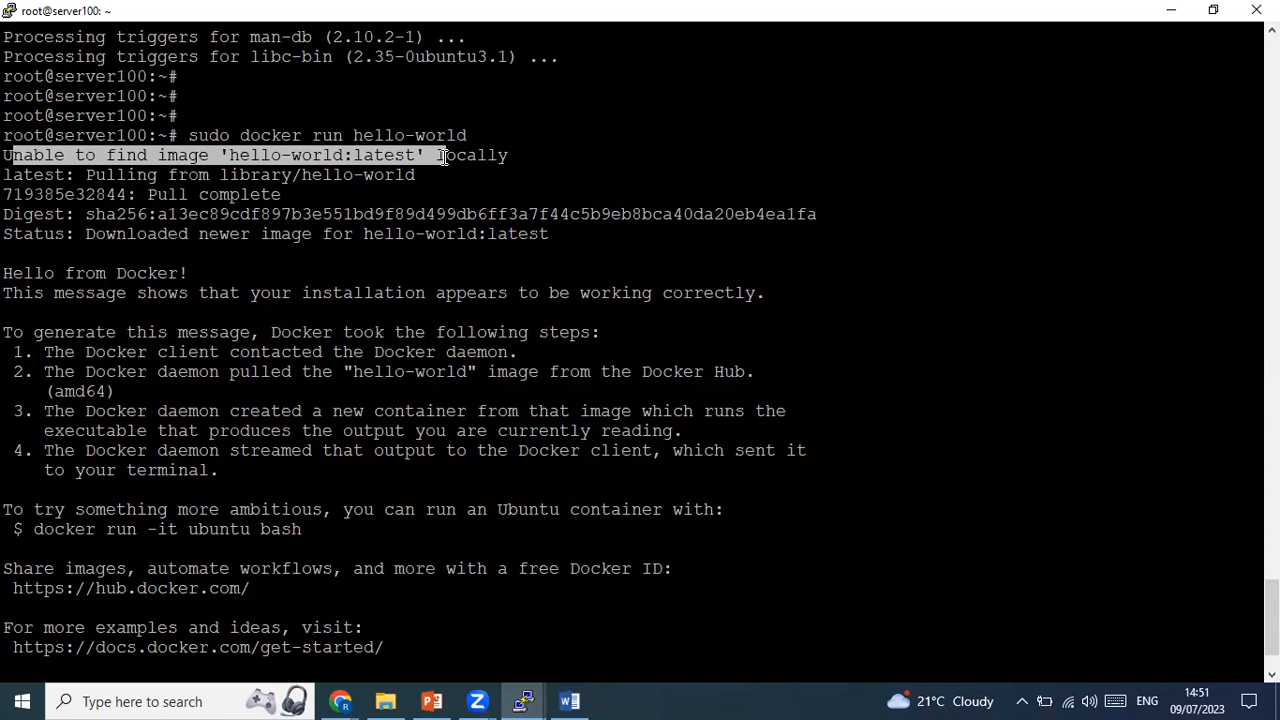 root@server100: ~
Processing triggers for man-db (2.10.2-1) ...
Processing triggers for libc-bin (2.35-0ubuntu3.1) ...
root@server100:~#
root@server100:~#
root@server100:~#
root@server100:~# sudo docker run hello-world
Unable to find image 'hello-world:latest' locally
latest: Pulling from library/hello-world
719385e32844: Pull complete
Digest: sha256:a13ec89cdf897b3e551bd9f89d499db6ff3a7f44c5b9eb8bca40da20eb4ea1fa
Status: Downloaded newer image for hello-world:latest
Hello from Docker!
This message shows that your installation appears to be working correctly.
To generate this message, Docker took the following steps:
1. The Docker client contacted the Docker daemon.
2. The Docker daemon pulled the "hello-world" image from the Docker Hub.
(amd64)
3. The Docker daemon created a new container from that image which runs the
executable that produces the output you are currently reading.
4. The Docker daemon streamed that output to the Docker client, which sent it
to your terminal.
To try something more ambitious, you can run an Ubuntu container with:
$ docker run -it ubuntu bash
Share images, automate workflows, and more with a free Docker ID:
https://hub.docker.com/
For more examples and ideas, visit:
https://docs.docker.com/get-started/
Type here to search
21°C Cloudy
ENG
14:51
09/07/2023